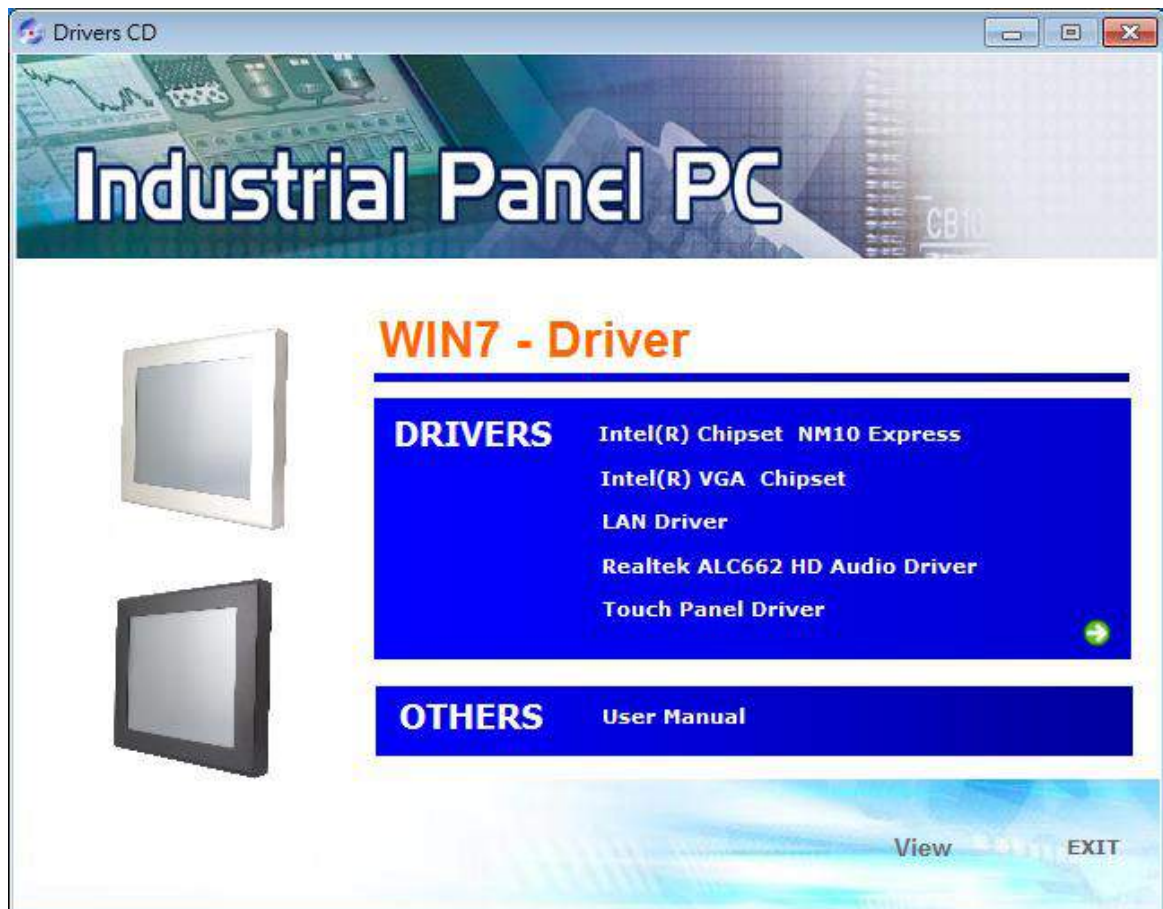 Drivers CD
Industrial Panel PC
WIN7 - Driver
DRIVERS
Intel(R) Chipset NM10 Express
Intel(R) VGA Chipset
LAN Driver
Realtek ALC662 HD Audio Driver
Touch Panel Driver
OTHERS
User Manual
View
EXIT